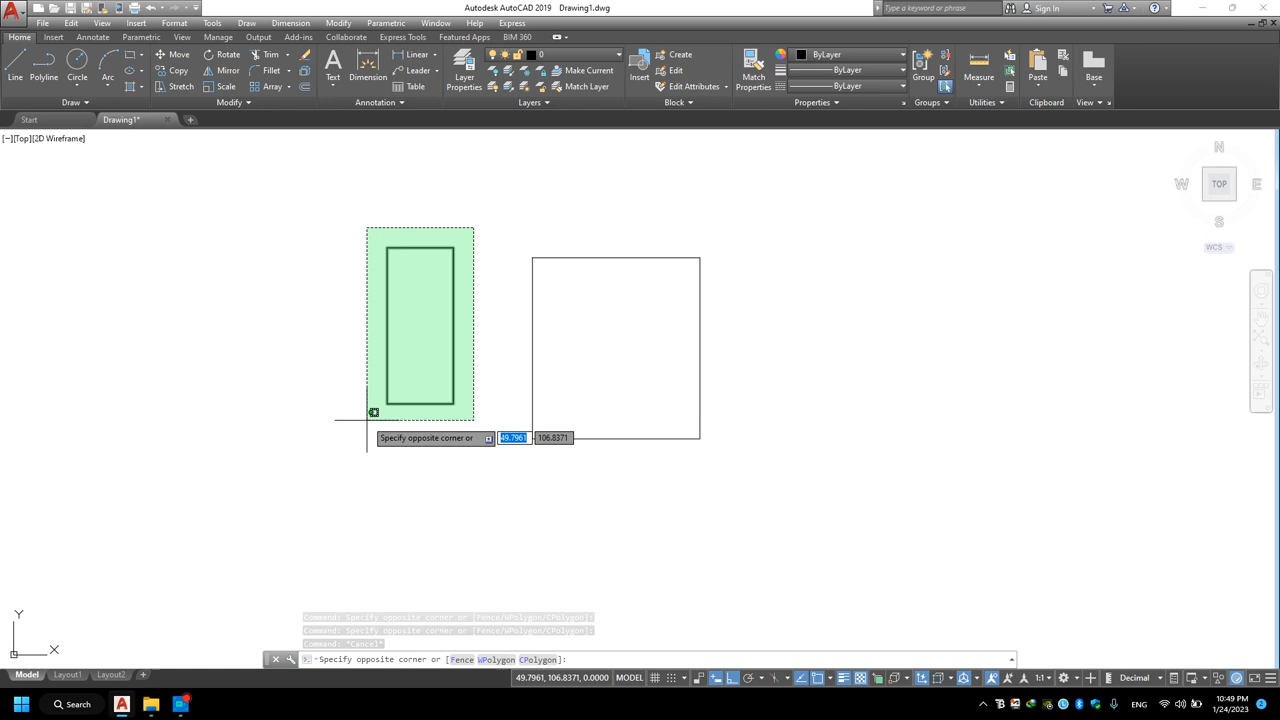 Autodesk AutoCAD 2019 Drawing1.dwg
Type a keyword or phrase
Sign In
File Edit View Insert Format Tools Draw Dimension Modify Parametric Window Help Express
Home Insert Annotate Parametric View Manage Output Add-ins Collaborate Express Tools Featured Apps BIM 360
Line Polyline Circle Arc
Move Rotate Trim
Copy Mirror Fillet
Stretch Scale Array
Text Dimension
Linear
Leader
Table
Layer Properties
0
Make Current
Match Layer
Insert
Create
Edit
Edit Attributes
Match Properties
ByLayer
ByLayer
ByLayer
Group
Measure
Paste
Base
Draw Modify Annotation Layers Block Properties Groups Utilities Clipboard View
Start Drawing1*
[−][Top][2D Wireframe]
N
W TOP E
S
WCS
Specify opposite corner or 49.7961 106.8371
Y
X
Command: Specify opposite corner or [Fence/WPolygon/CPolygon]:
Command: Specify opposite corner or [Fence/WPolygon/CPolygon]:
Command: *Cancel*
Specify opposite corner or [Fence WPolygon CPolygon]:
Model Layout1 Layout2 +
49.7961, 106.8371, 0.0000 MODEL
1:1
Decimal
Search
ENG
10:49 PM
1/24/2023